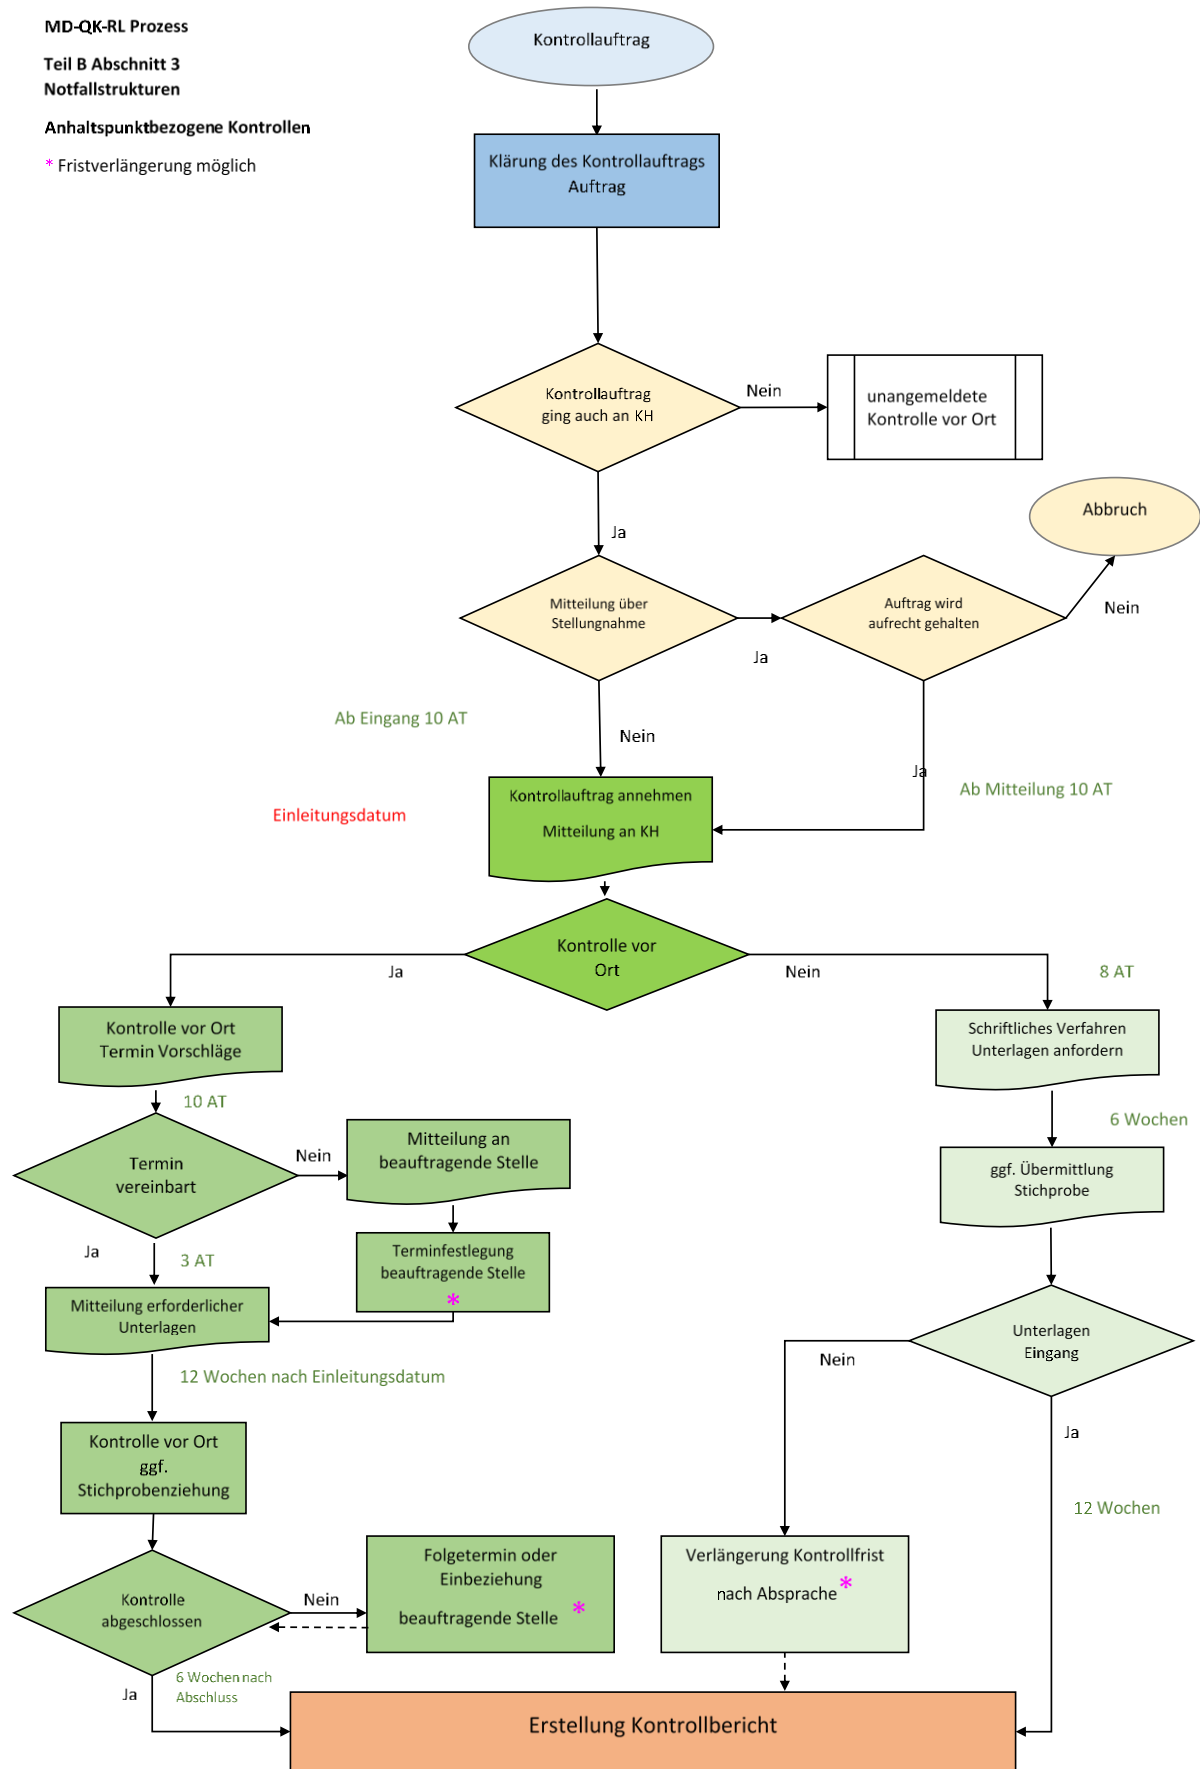 MD-QK-RL Prozess
Teil B Abschnitt 3
Notfallstrukturen
Anhaltspunktbezogene Kontrollen
* Fristverlängerung möglich
Kontrollauftrag
Klärung des Kontrollauftrags
Auftrag
Kontrollauftrag
ging auch an KH
Nein
unangemeldete
Kontrolle vor Ort
Ja
Abbruch
Mitteilung über
Stellungnahme
Ja
Auftrag wird
aufrecht gehalten
Nein
Ab Eingang 10 AT
Nein
Ja
Ab Mitteilung 10 AT
Einleitungsdatum
Kontrollauftrag annehmen
Mitteilung an KH
Kontrolle vor
Ort
Ja
Nein
8 AT
Kontrolle vor Ort
Termin Vorschläge
Schriftliches Verfahren
Unterlagen anfordern
10 AT
6 Wochen
Termin
vereinbart
Nein
Mitteilung an
beauftragende Stelle
ggf. Übermittlung
Stichprobe
Ja
3 AT
Terminfestlegung
beauftragende Stelle
*
Mitteilung erforderlicher
Unterlagen
Unterlagen
Eingang
Nein
Ja
12 Wochen nach Einleitungsdatum
Kontrolle vor Ort
ggf.
Stichprobenziehung
12 Wochen
Kontrolle
abgeschlossen
Nein
Folgetermin oder
Einbeziehung
beauftragende Stelle *
Verlängerung Kontrollfrist
nach Absprache *
Ja
6 Wochen nach
Abschluss
Erstellung Kontrollbericht